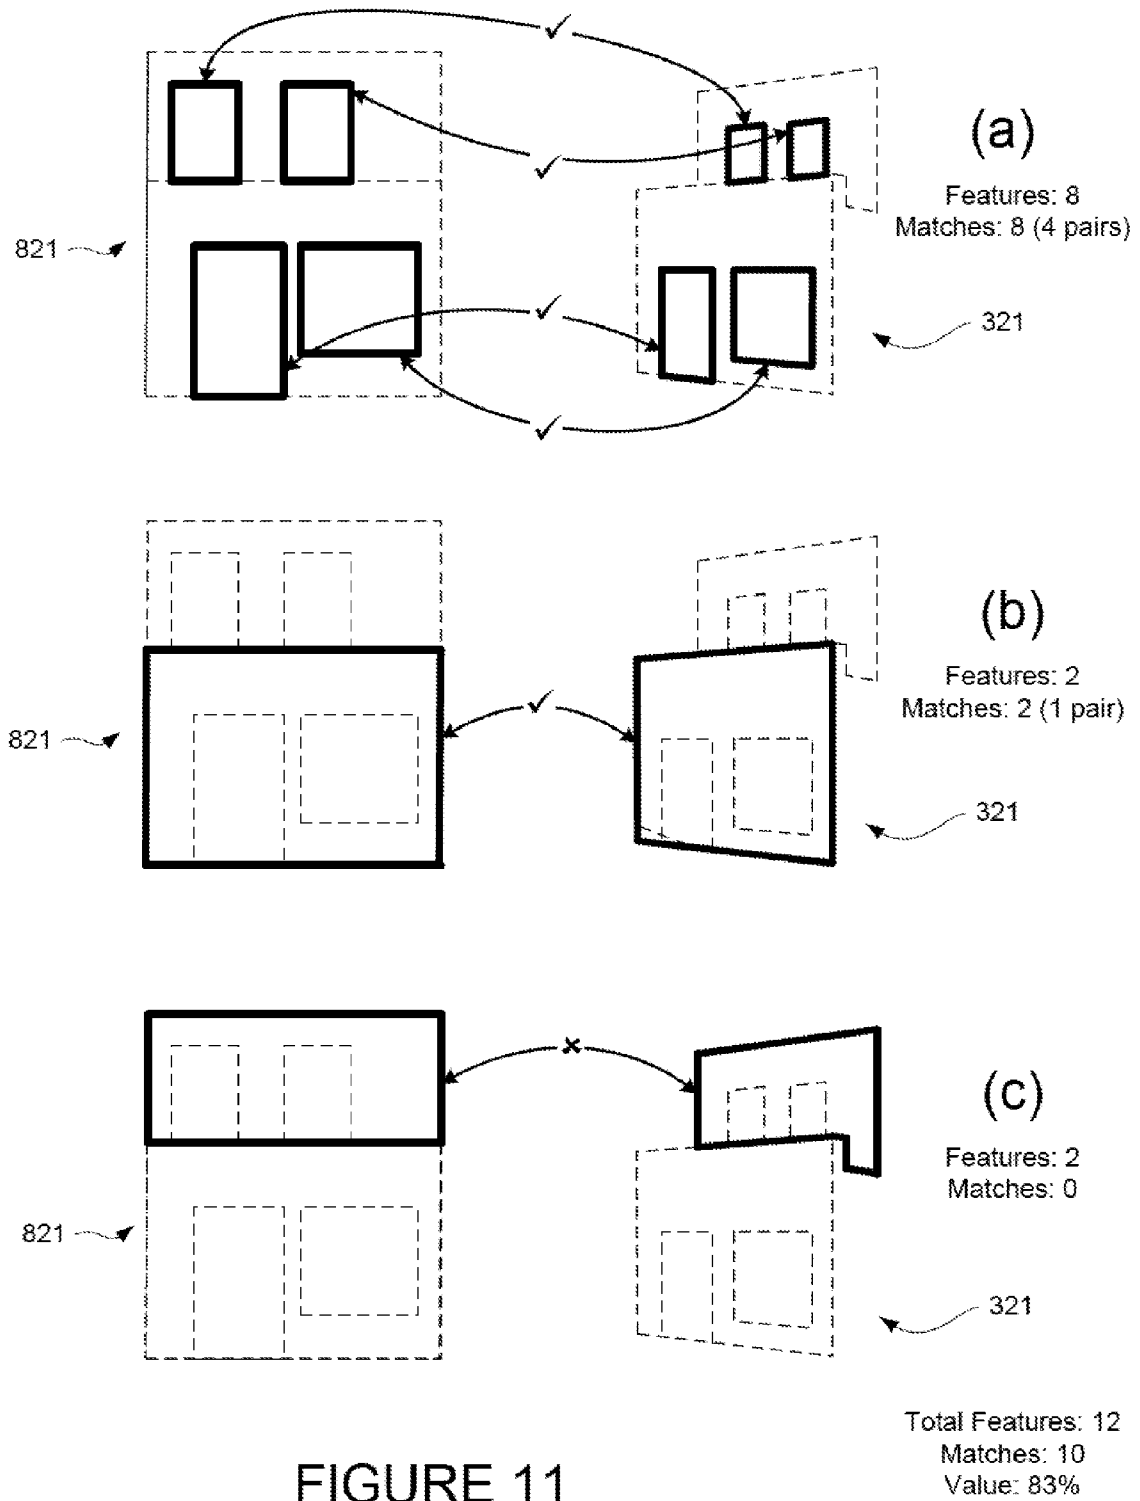 (a)
Features: 8
Matches: 8 (4 pairs)
821
321
(b)
Features: 2
Matches: 2 (1 pair)
821
321
(c)
Features: 2
Matches: 0
821
321
Total Features: 12
Matches: 10
Value: 83%
FIGURE 11